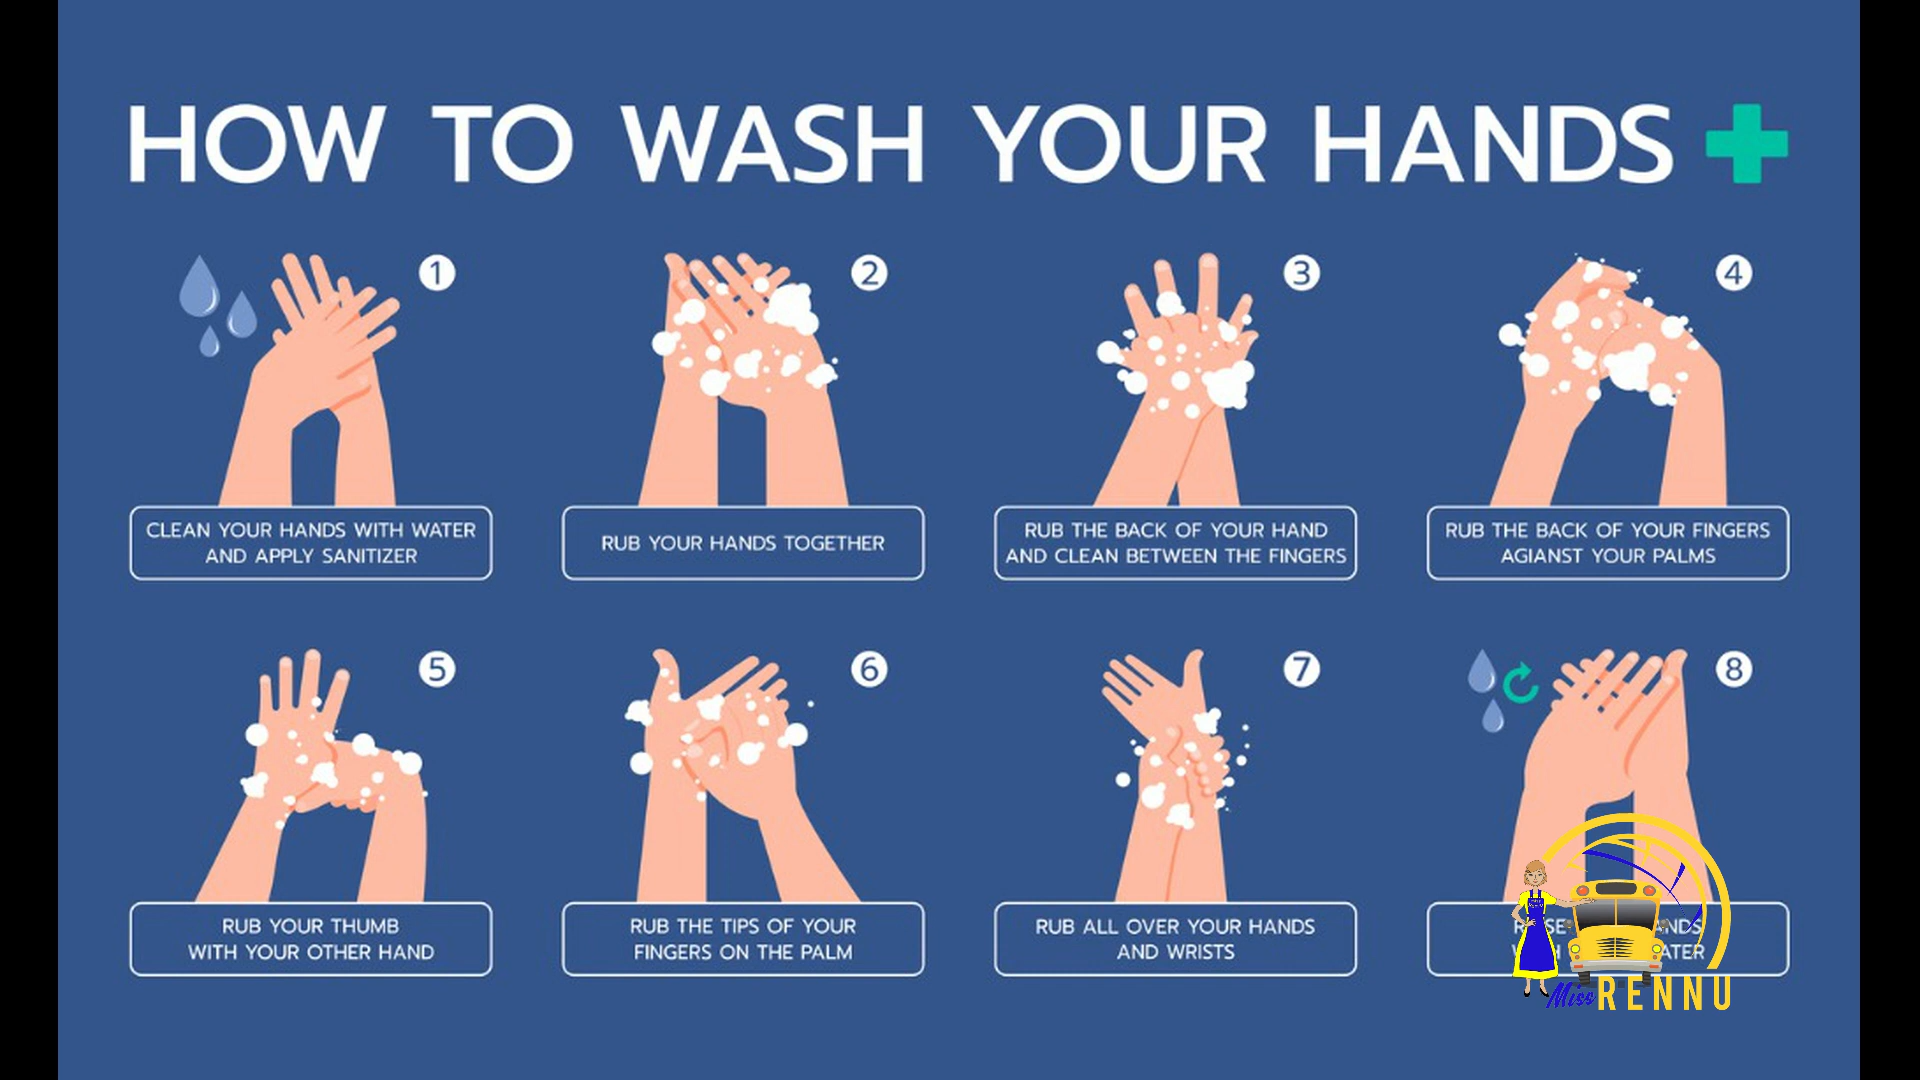 HOW TO WASH YOUR HANDS
1
CLEAN YOUR HANDS WITH WATER
AND APPLY SANITIZER
2
RUB YOUR HANDS TOGETHER
3
RUB THE BACK OF YOUR HAND
AND CLEAN BETWEEN THE FINGERS
4
RUB THE BACK OF YOUR FINGERS
AGIANST YOUR PALMS
5
RUB YOUR THUMB
WITH YOUR OTHER HAND
6
RUB THE TIPS OF YOUR
FINGERS ON THE PALM
7
RUB ALL OVER YOUR HANDS
AND WRISTS
8
Miss RENNU